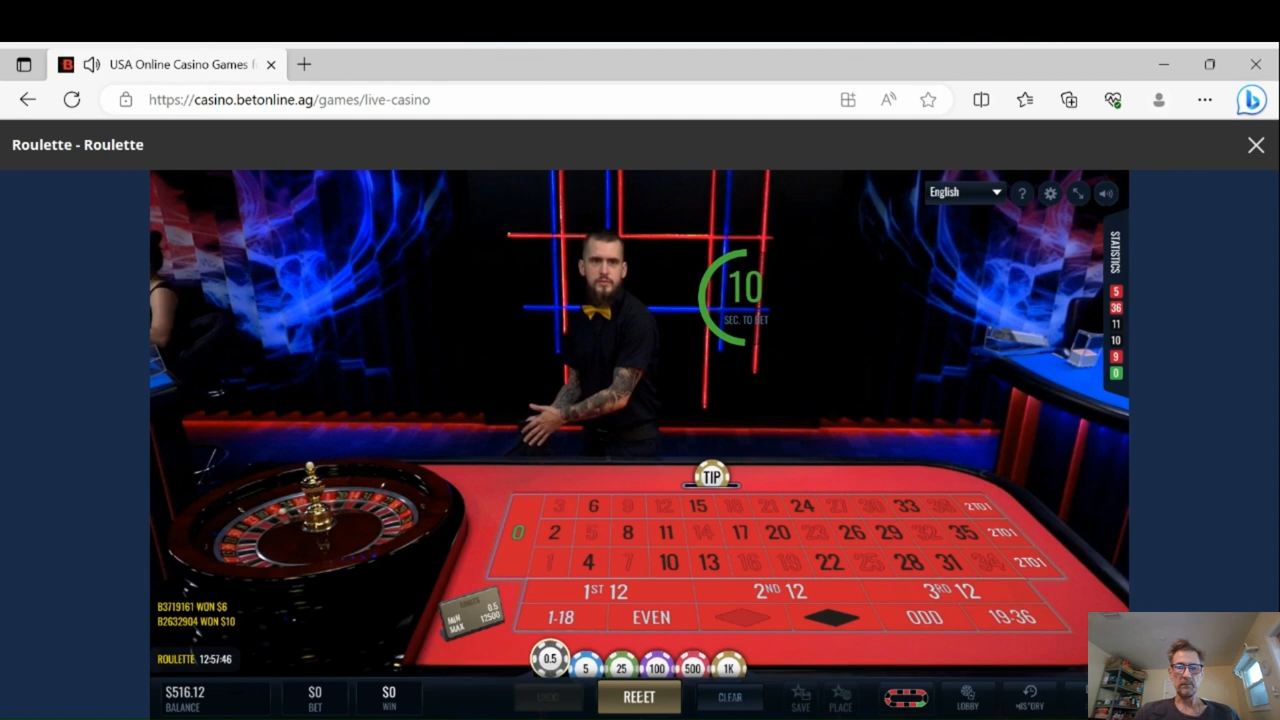 USA Online Casino Games f
https://casino.betonline.ag/games/live-casino
Roulette - Roulette
English
?
10
SEC. TO BET
STATISTICS
5
36
11
10
9
0
TIP
3 6 9 12 15 18 21 24 27 30 33 36 2TO1
0 2 5 8 11 14 17 20 23 26 29 32 35 2TO1
1 4 7 10 13 16 19 22 25 28 31 34 2TO1
1ST 12 2ND 12 3RD 12
1-18 EVEN ODD 19-36
LIMITS
MIN 0.5
MAX 12500
B3719161 WON $6
B2632904 WON $10
ROULETTE 12:57:46
0.5 5 25 100 500 1K
$516.12 $0 $0
BALANCE BET WIN
UNDO REBET CLEAR SAVE PLACE LOBBY HISTORY